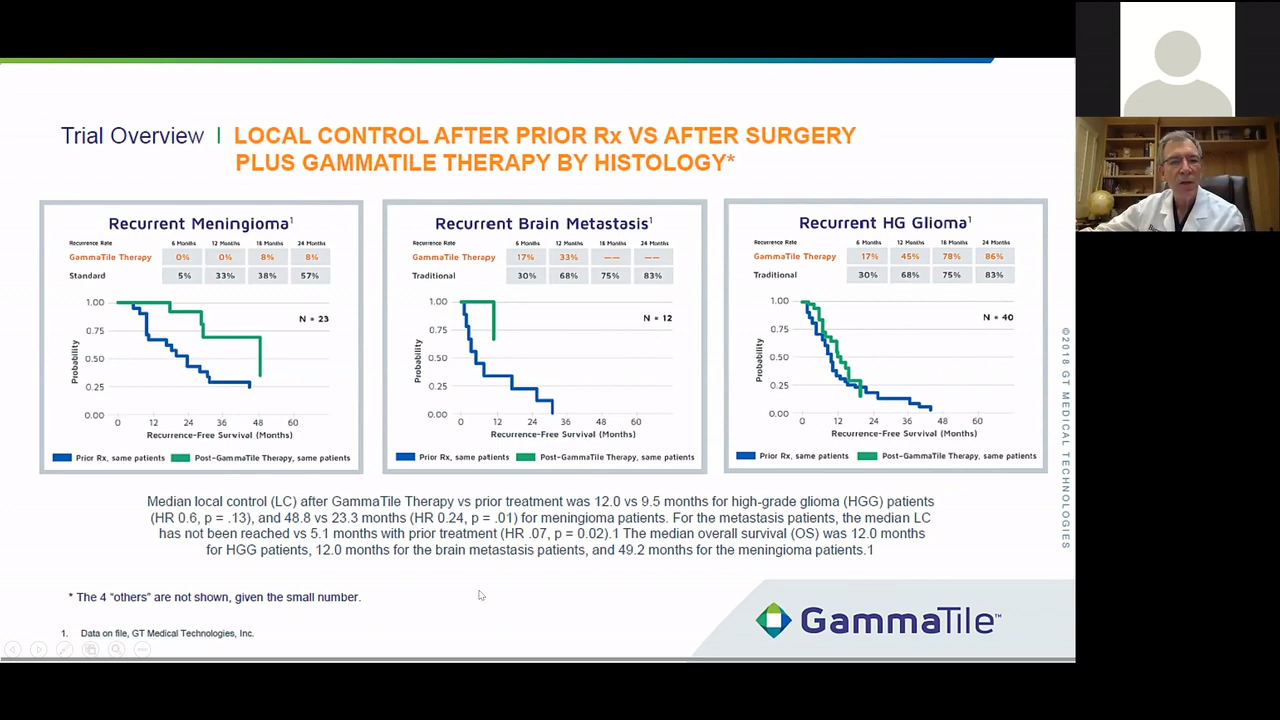 Trial Overview | LOCAL CONTROL AFTER PRIOR Rx VS AFTER SURGERY
PLUS GAMMATILE THERAPY BY HISTOLOGY*
Recurrent Meningioma1
Recurrence Rate 6 Months 12 Months 18 Months 24 Months
GammaTile Therapy 0% 0% 8% 8%
Standard 5% 33% 38% 57%
1.00
N = 23
0.75
0.50
0.25
0.00
Probability
0 12 24 36 48 60
Recurrence-Free Survival (Months)
Prior Rx, same patients Post-GammaTile Therapy, same patients
Recurrent Brain Metastasis1
Recurrence Rate 6 Months 12 Months 18 Months 24 Months
GammaTile Therapy 17% 33% —— ——
Traditional 30% 68% 75% 83%
1.00
N = 12
0.75
0.50
0.25
0.00
Probability
0 12 24 36 48 60
Recurrence-Free Survival (Months)
Prior Rx, same patients Post-GammaTile Therapy, same patients
Recurrent HG Glioma1
Recurrence Rate 6 Months 12 Months 18 Months 24 Months
GammaTile Therapy 17% 45% 78% 86%
Traditional 30% 68% 75% 83%
1.00
N = 40
0.75
0.50
0.25
0.00
Probability
0 12 24 36 48 60
Recurrence-Free Survival (Months)
Prior Rx, same patients Post-GammaTile Therapy, same patients
©2018 GT MEDICAL TECHNOLOGIES
Median local control (LC) after GammaTile Therapy vs prior treatment was 12.0 vs 9.5 months for high-grade glioma (HGG) patients
(HR 0.6, p = .13), and 48.8 vs 23.3 months (HR 0.24, p = .01) for meningioma patients. For the metastasis patients, the median LC
has not been reached vs 5.1 months with prior treatment (HR .07, p = 0.02).1 The median overall survival (OS) was 12.0 months
for HGG patients, 12.0 months for the brain metastasis patients, and 49.2 months for the meningioma patients.1
* The 4 "others" are not shown, given the small number.
1. Data on file, GT Medical Technologies, Inc.
GammaTile™